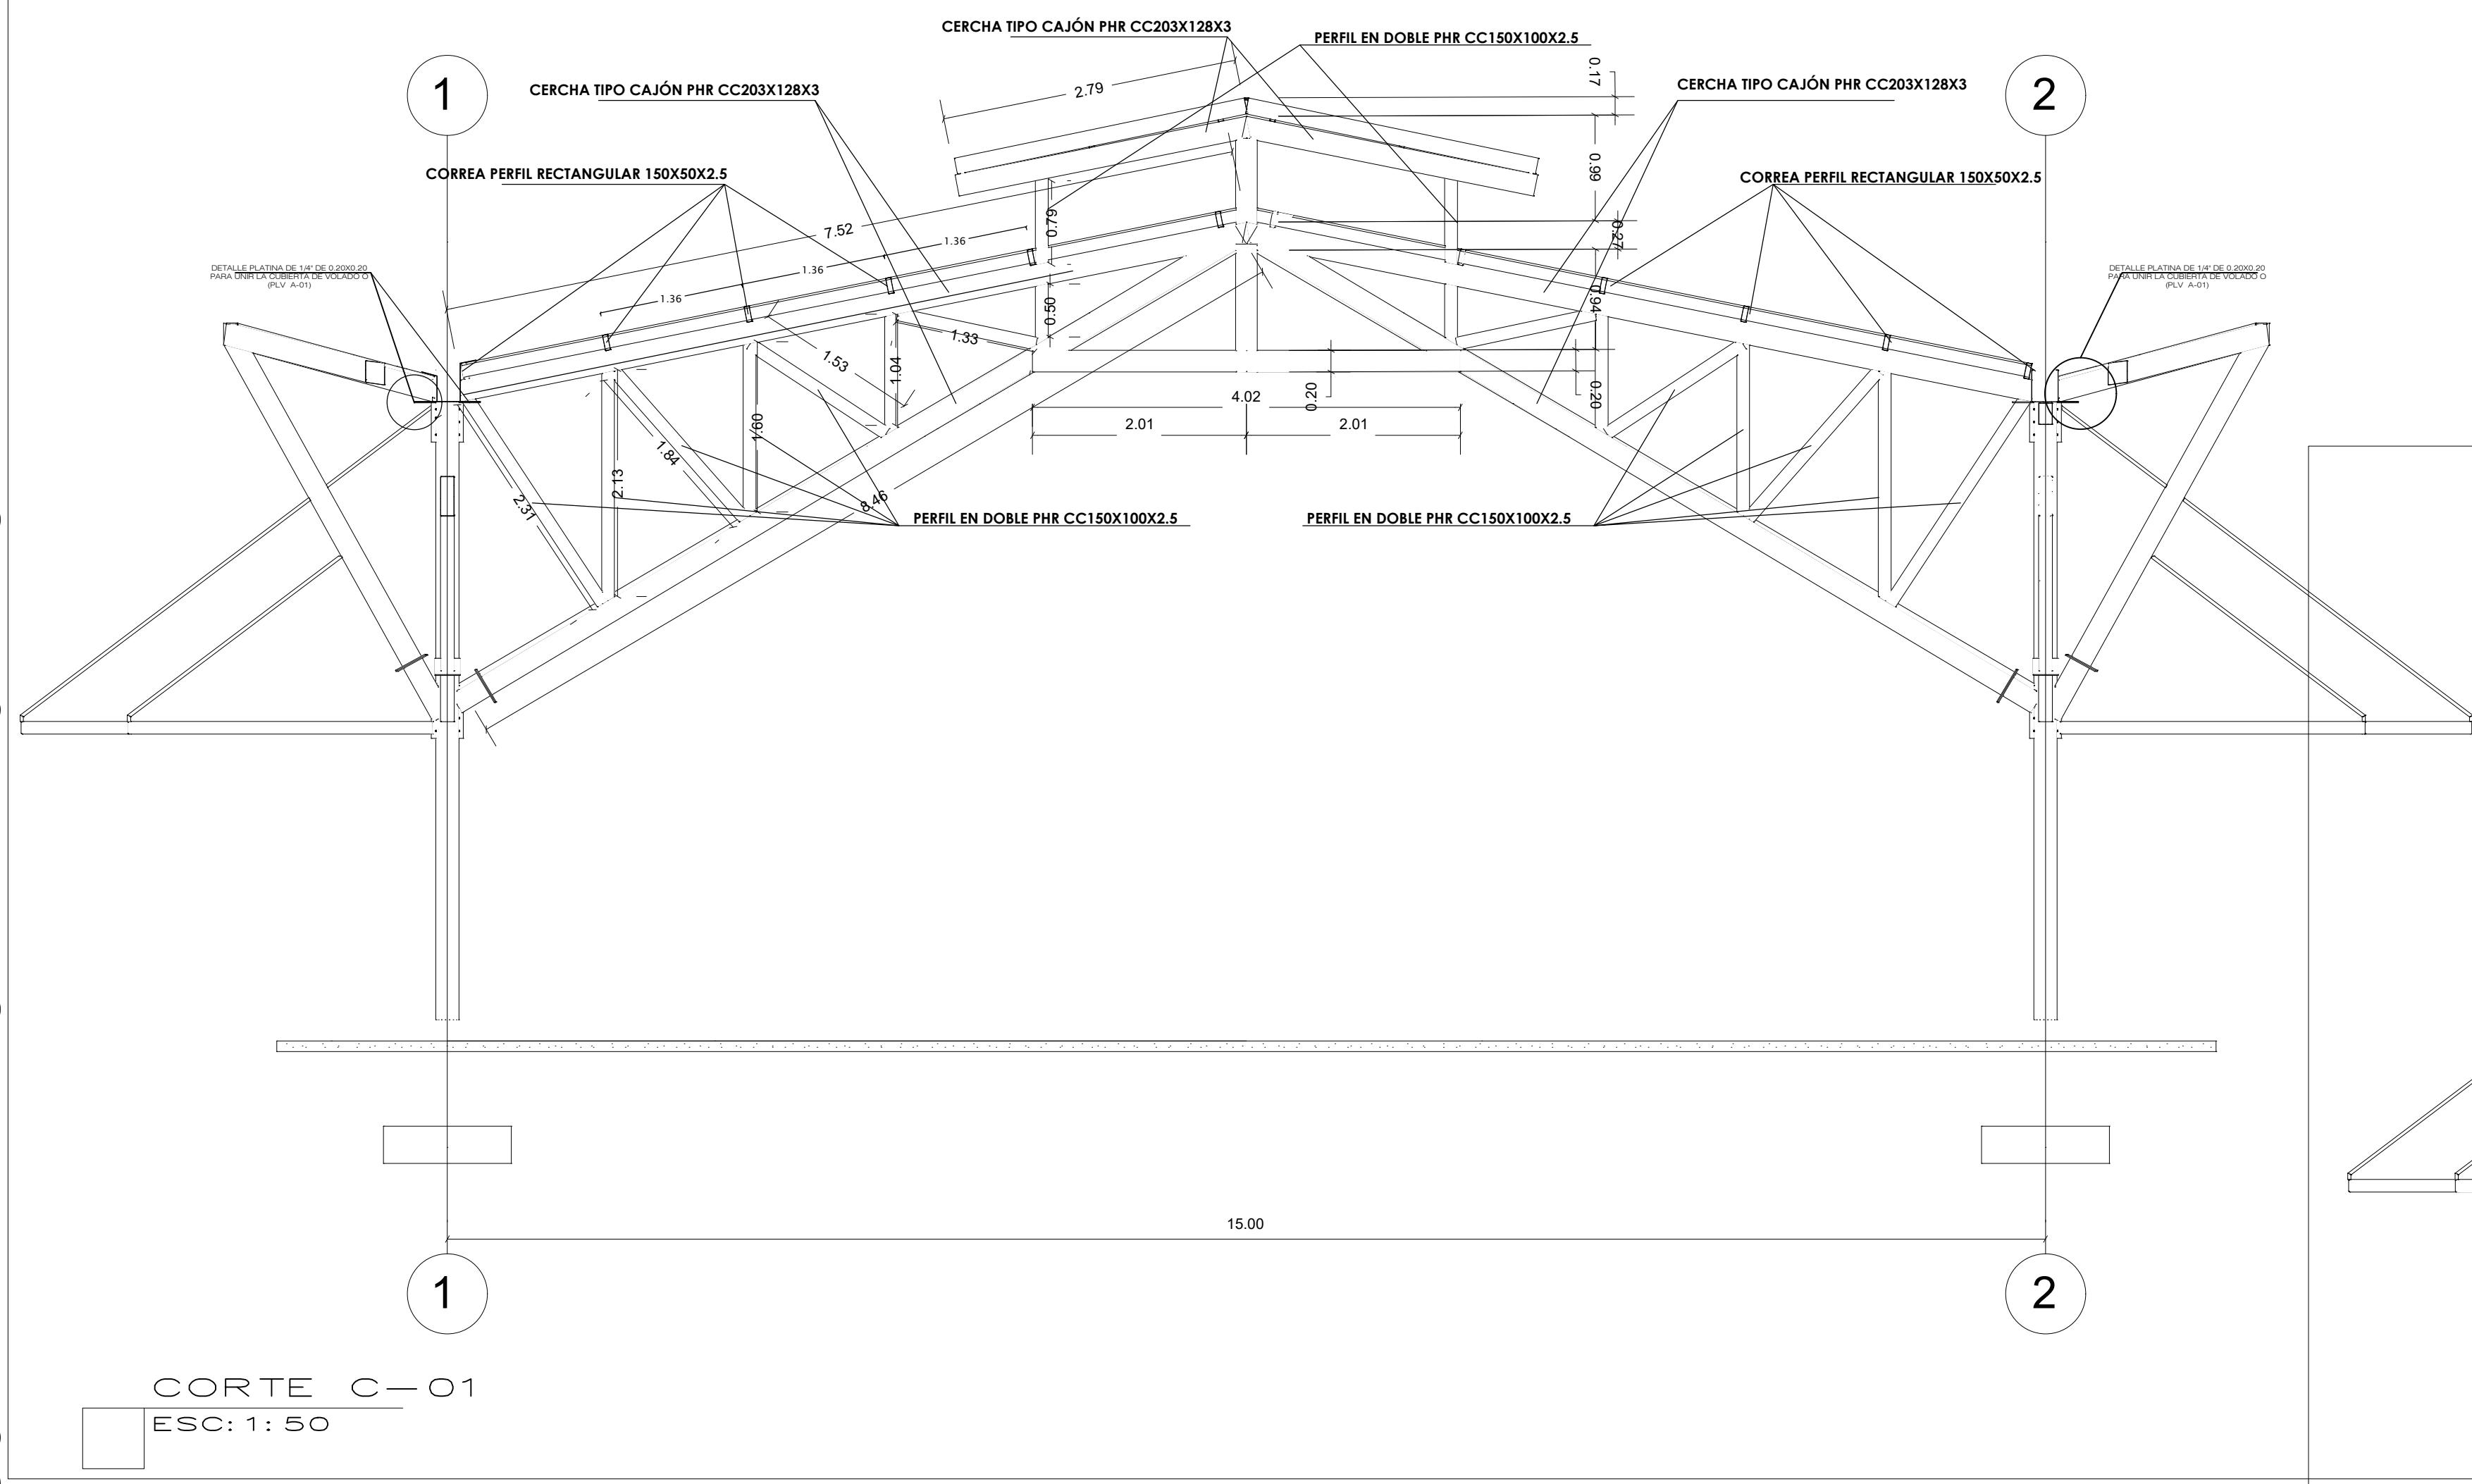 CERCHA TIPO CAJÓN PHR CC203X128X3
PERFIL EN DOBLE PHR CC150X100X2.5
1
CERCHA TIPO CAJÓN PHR CC203X128X3
2.79
0.17
CERCHA TIPO CAJÓN PHR CC203X128X3
2
CORREA PERFIL RECTANGULAR 150X50X2.5
0.99
CORREA PERFIL RECTANGULAR 150X50X2.5
7.52
0.79
1.36
0.27
DETALLE PLATINA DE 1/4" DE 0.20X0.20
PARA UNIR LA CUBIERTA DE VOLADO O
(PLV A-01)
1.36
1.36
DETALLE PLATINA DE 1/4" DE 0.20X0.20
PARA UNIR LA CUBIERTA DE VOLADO O
(PLV A-01)
0.50
0.94
1.33
1.53
1.04
0.20
0.20
4.02
2.01
2.01
1.60
1.84
2.13
2.31
8.46
PERFIL EN DOBLE PHR CC150X100X2.5
PERFIL EN DOBLE PHR CC150X100X2.5
15.00
1
2
CORTE C-01
ESC: 1:50